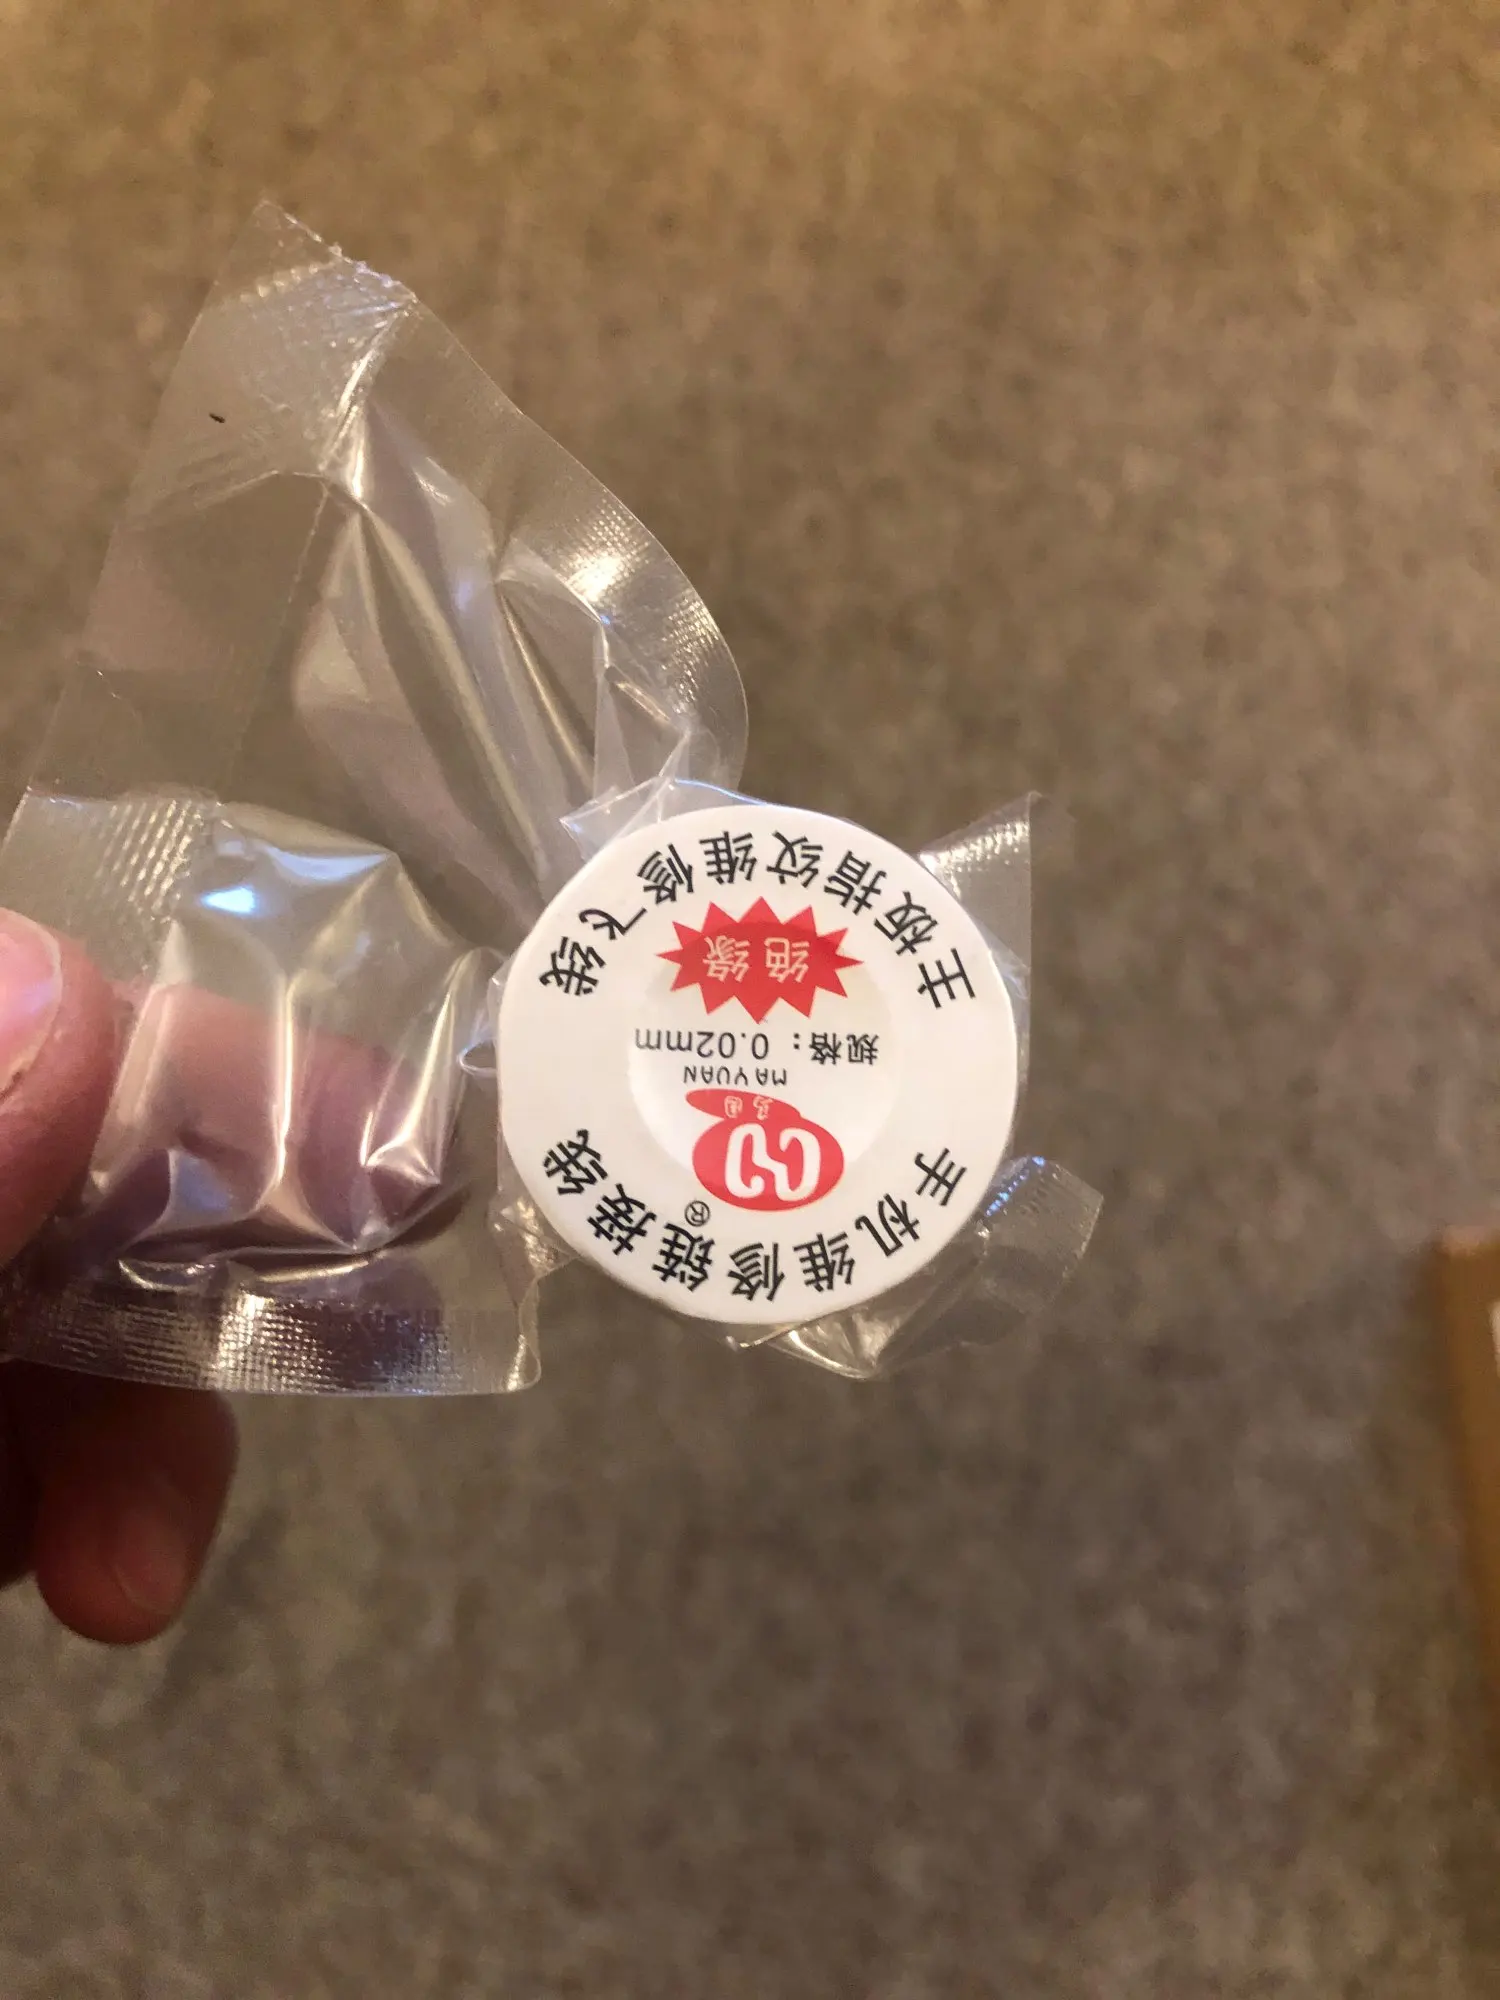 手机维修链接线
®
MAYUAN
规格：0.02mm
绝缘
主板指纹维修飞线